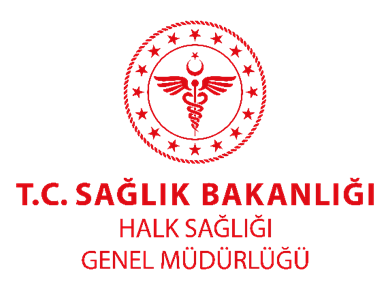 T.C. SAĞLIK BAKANLIĞI
HALK SAĞLIĞI
GENEL MÜDÜRLÜĞÜ